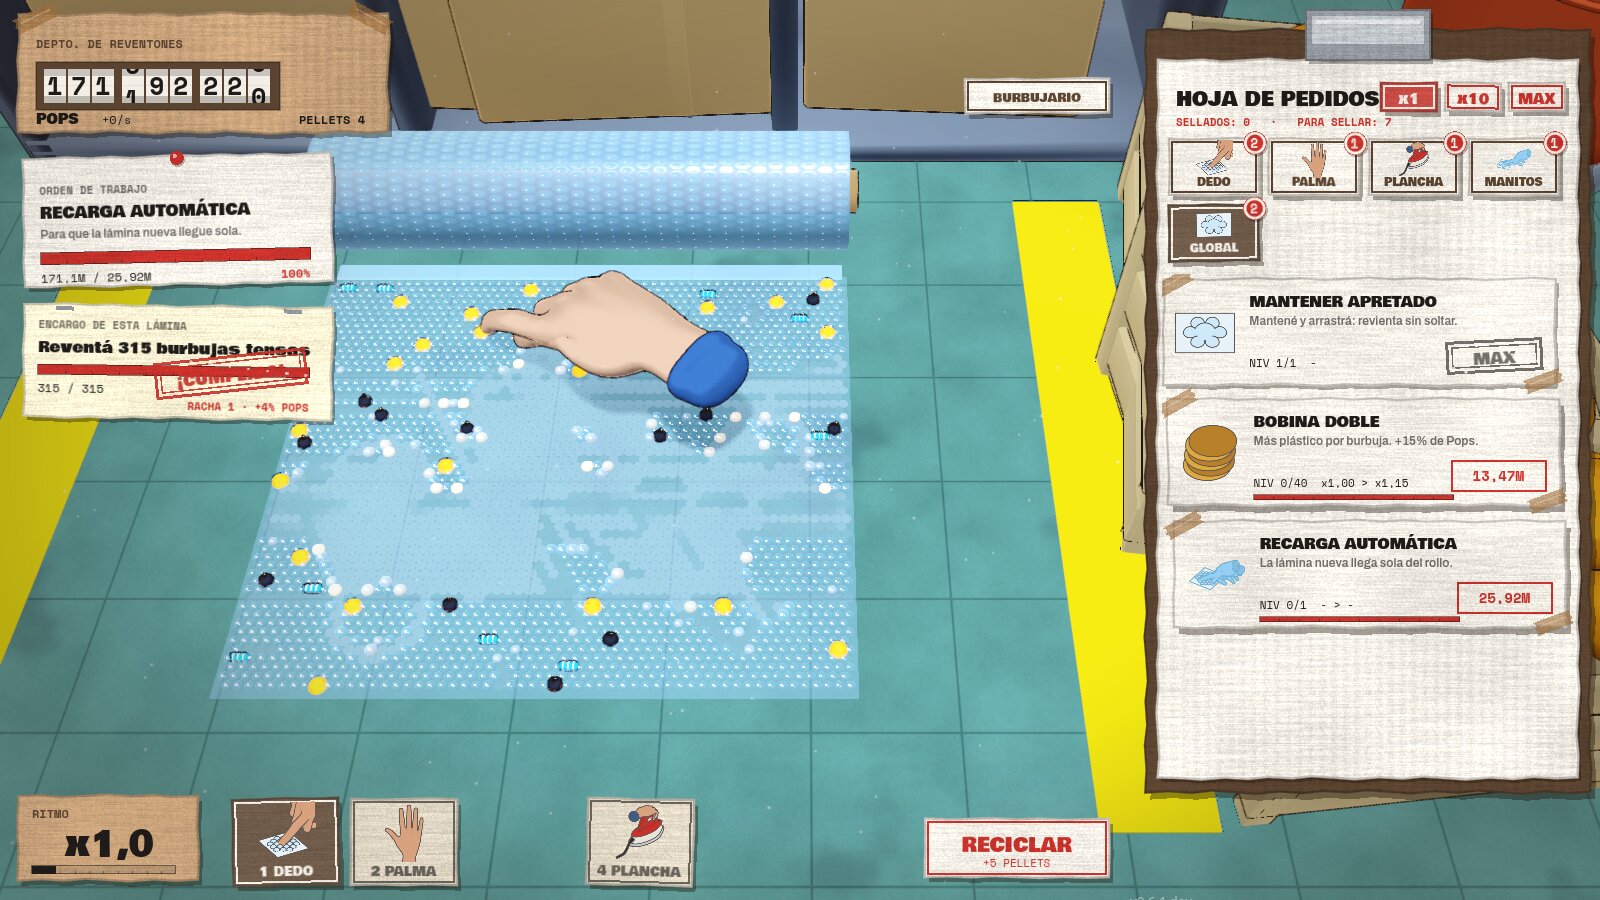 DEPTO. DE REVENTONES
POPS +0/s PELLETS 4
ORDEN DE TRABAJO
RECARGA AUTOMÁTICA
Para que la lámina nueva llegue sola.
171.1M / 25.92M 100%
ENCARGO DE ESTA LÁMINA
Reventá 315 burbujas tensas
315 / 315
RACHA 1 · +4% POPS
BURBUJARIO
HOJA DE PEDIDOS x1 x10 MAX
SELLADOS: 0 · PARA SELLAR: 7
2 1 1 1
DEDO PALMA PLANCHA MANITOS
2
GLOBAL
MANTENER APRETADO
Mantené y arrastrá: revienta sin soltar.
NIV 1/1 - MAX
BOBINA DOBLE
Más plástico por burbuja. +15% de Pops.
NIV 0/40 x1.00 > x1.15 13,47M
RECARGA AUTOMÁTICA
La lámina nueva llega sola del rollo.
NIV 0/1 - > - 25,92M
RITMO
x1,0
1 DEDO 2 PALMA 4 PLANCHA
RECICLAR
+5 PELLETS